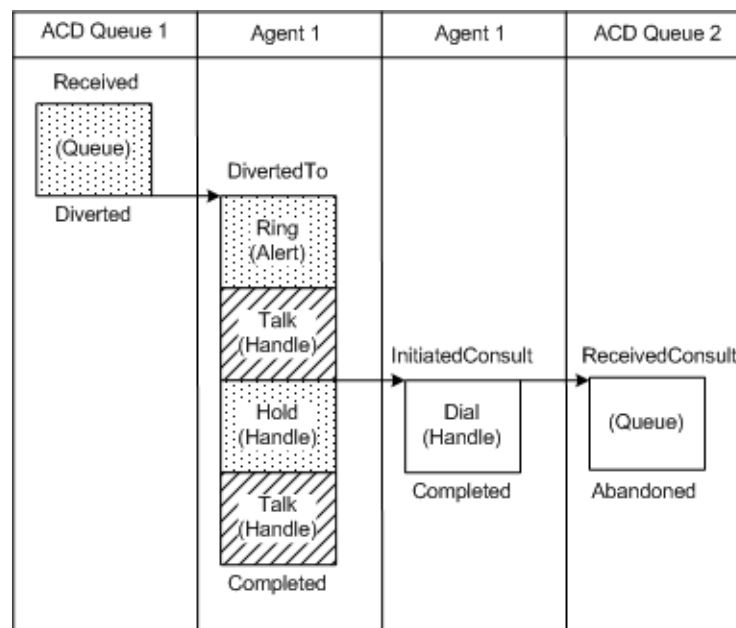 ACD Queue 1
Agent 1
Agent 1
ACD Queue 2
Received
(Queue)
Diverted
DivertedTo
Ring
(Alert)
Talk
(Handle)
Hold
(Handle)
Talk
(Handle)
Completed
InitiatedConsult
Dial
(Handle)
Completed
ReceivedConsult
(Queue)
Abandoned